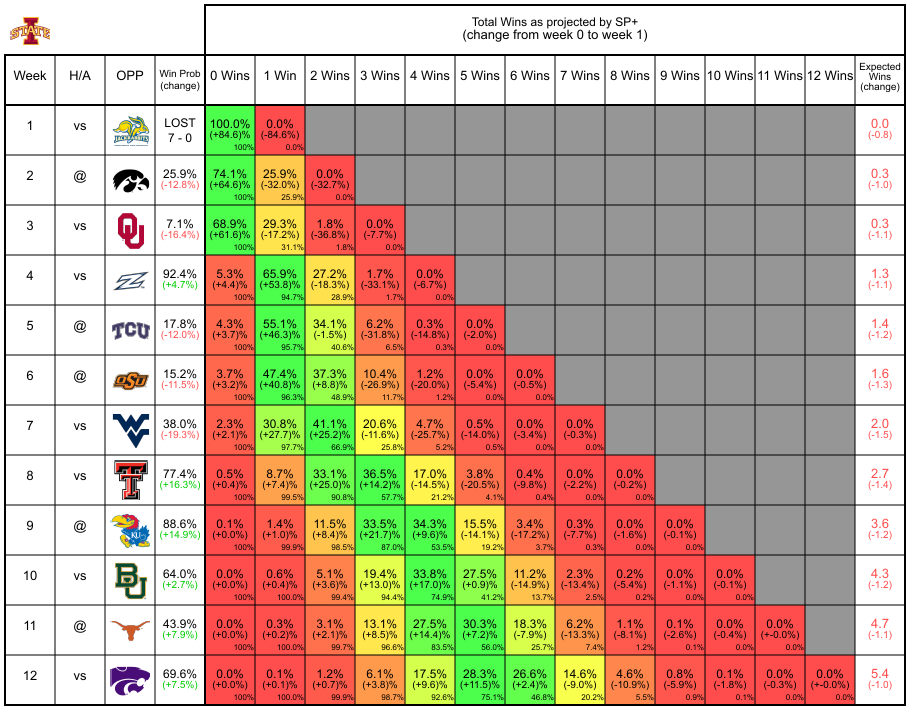 STATE
Total Wins as projected by SP+
(change from week 0 to week 1)
Week H/A OPP Win Prob (change) 0 Wins 1 Win 2 Wins 3 Wins 4 Wins 5 Wins 6 Wins 7 Wins 8 Wins 9 Wins 10 Wins 11 Wins 12 Wins Expected Wins (change)
1 vs JACKRABBITS LOST 100.0% 0.0% 0.0
7 - 0 (+84.6)% (-84.6%) (-0.8)
100% 0.0%
2 @ 25.9% 74.1% 25.9% 0.0% 0.3
(-12.8%) (+64.6)% (-32.0%) (-32.7%) (-1.0)
100% 25.9% 0.0%
3 vs OU 7.1% 68.9% 29.3% 1.8% 0.0% 0.3
(-16.4%) (+61.6)% (-17.2%) (-36.8%) (-7.7%) (-1.1)
100% 31.1% 1.8% 0.0%
4 vs 92.4% 5.3% 65.9% 27.2% 1.7% 0.0% 1.3
(+4.7%) (+4.4)% (+53.8)% (-18.3%) (-33.1%) (-6.7%) (-1.1)
100% 94.7% 28.9% 1.7% 0.0%
5 @ TCU 17.8% 4.3% 55.1% 34.1% 6.2% 0.3% 0.0% 1.4
(-12.0%) (+3.7)% (+46.3)% (-1.5%) (-31.8%) (-14.8%) (-2.0%) (-1.2)
100% 95.7% 40.6% 6.5% 0.3% 0.0%
6 @ OSU 15.2% 3.7% 47.4% 37.3% 10.4% 1.2% 0.0% 0.0% 1.6
(-11.5%) (+3.2)% (+40.8)% (+8.8)% (-26.9%) (-20.0%) (-5.4%) (-0.5%) (-1.3)
100% 96.3% 48.9% 11.7% 1.2% 0.0% 0.0%
7 vs WV 38.0% 2.3% 30.8% 41.1% 20.6% 4.7% 0.5% 0.0% 0.0% 2.0
(-19.3%) (+2.1)% (+27.7)% (+25.2)% (-11.6%) (-25.7%) (-14.0%) (-3.4%) (-0.3%) (-1.5)
100% 97.7% 66.9% 25.8% 5.2% 0.5% 0.0% 0.0%
8 vs T 77.4% 0.5% 8.7% 33.1% 36.5% 17.0% 3.8% 0.4% 0.0% 0.0% 2.7
(+16.3%) (+0.4)% (+7.4)% (+25.0)% (+14.2)% (-14.5%) (-20.5%) (-9.8%) (-2.2%) (-0.2%) (-1.4)
100% 99.5% 90.8% 57.7% 21.2% 4.1% 0.4% 0.0% 0.0%
9 @ KU 88.6% 0.1% 1.4% 11.5% 33.5% 34.3% 15.5% 3.4% 0.3% 0.0% 0.0% 3.6
(+14.9%) (+0.0)% (+1.0)% (+8.4)% (+21.7)% (+9.6)% (-14.1%) (-17.2%) (-7.7%) (-1.6%) (-0.1%) (-1.2)
100% 99.9% 98.5% 87.0% 53.5% 19.2% 3.7% 0.3% 0.0% 0.0%
10 vs BU 64.0% 0.0% 0.6% 5.1% 19.4% 33.8% 27.5% 11.2% 2.3% 0.2% 0.0% 0.0% 4.3
(+2.7%) (+0.0)% (+0.4)% (+3.6)% (+13.0)% (+17.0)% (+0.9)% (-14.9%) (-13.4%) (-5.4%) (-1.1%) (-0.1%) (-1.2)
100% 100.0% 99.4% 94.4% 74.9% 41.2% 13.7% 2.5% 0.2% 0.0% 0.0%
11 @ 43.9% 0.0% 0.3% 3.1% 13.1% 27.5% 30.3% 18.3% 6.2% 1.1% 0.1% 0.0% 0.0% 4.7
(+7.9%) (+0.0)% (+0.2)% (+2.1)% (+8.5)% (+14.4)% (+7.2)% (-7.9%) (-13.3%) (-8.1%) (-2.6%) (-0.4%) (+-0.0%) (-1.1)
100% 100.0% 99.7% 96.6% 83.5% 56.0% 25.7% 7.4% 1.2% 0.1% 0.0% 0.0%
12 vs 69.6% 0.0% 0.1% 1.2% 6.1% 17.5% 28.3% 26.6% 14.6% 4.6% 0.8% 0.1% 0.0% 0.0% 5.4
(+7.5%) (+0.0)% (+0.1)% (+0.7)% (+3.8)% (+9.6)% (+11.5)% (+2.4)% (-9.0%) (-10.9%) (-5.9%) (-1.8%) (-0.3%) (+-0.0%) (-1.0)
100% 100.0% 99.9% 98.7% 92.6% 75.1% 46.8% 20.2% 5.5% 0.9% 0.1% 0.0% 0.0%